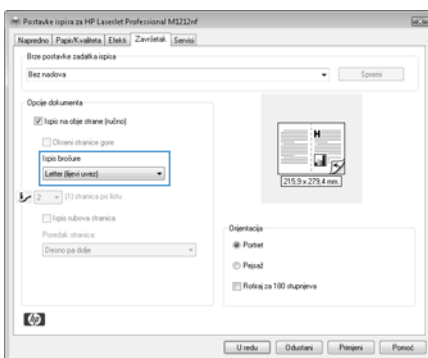 Postavke ispisa za HP LaserJet Professional M1212nf
Napredno Papir/Kvaliteta Efekti Završetak Servisi
Brze postavke zadatka ispisa
Bez naslova
Spremi
Opcije dokumenta
Ispis na obje strane (ručno)
Okreni stranice gore
Ispis brošure
Letter (lijevi uvez)
2 (1) stranica po listu
Ispis rubova stranica
Poredak stranica:
Desno pa dolje
H
215,9 x 279,4 mm.
Orijentacija
Portret
Pejsaž
Rotiraj za 180 stupnjeva
hp
U redu Odustani Primjeni Pomoć